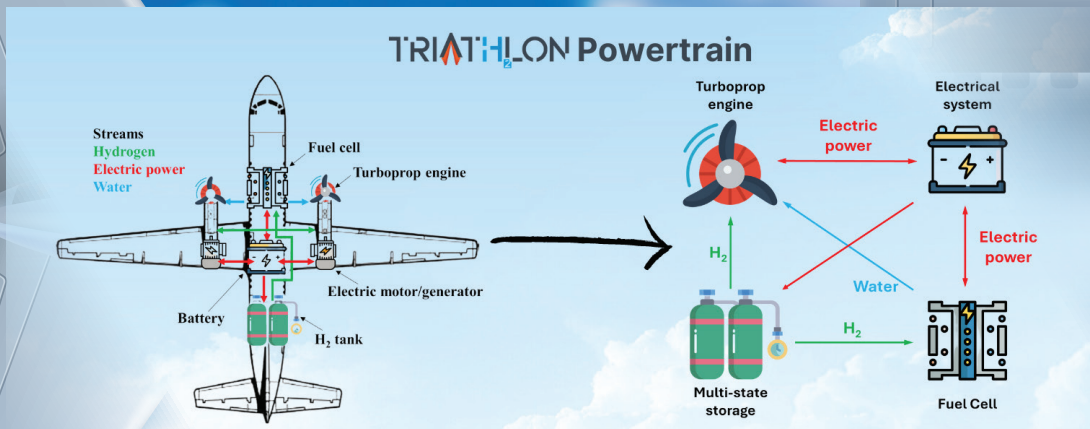 TRIATH2LON Powertrain
Streams
Hydrogen
Electric power
Water
Fuel cell
Turboprop engine
Electric motor/generator
Battery
H2 tank
Turboprop
engine
Electrical
system
Electric
power
H2
Water
Electric
power
H2
Multi-state
storage
Fuel Cell